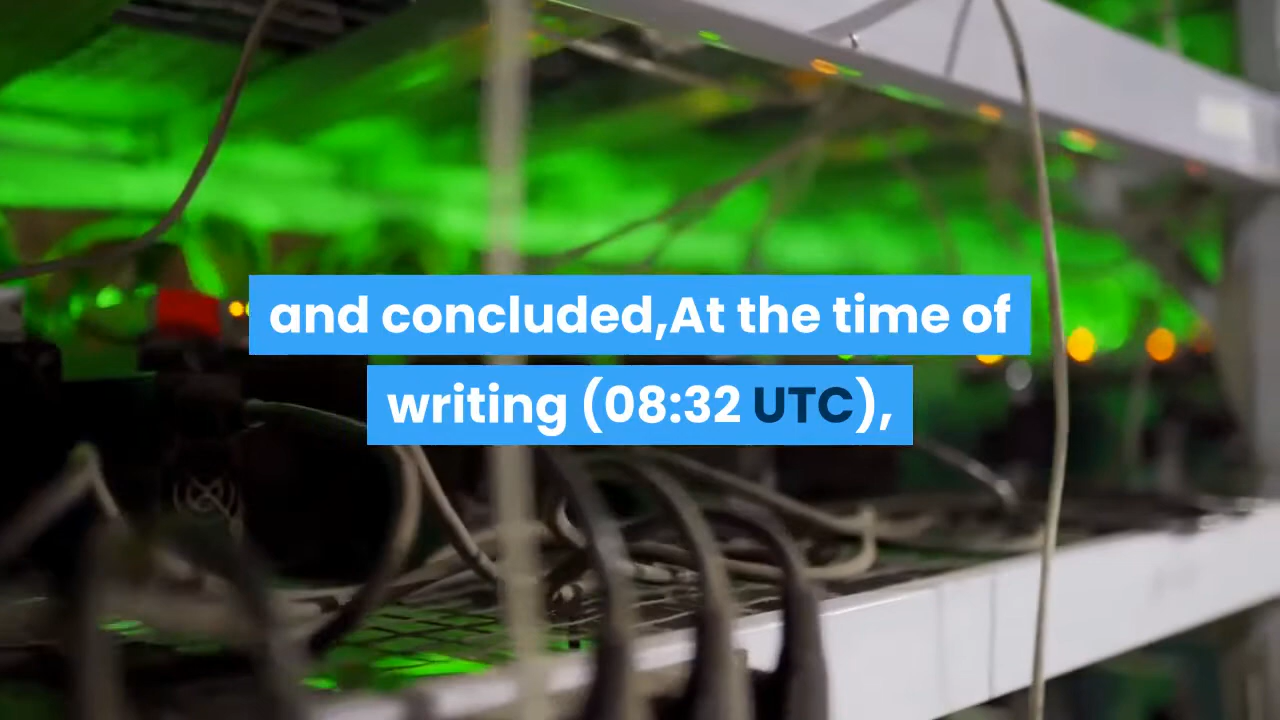 and concluded,At the time of
writing (08:32 UTC),